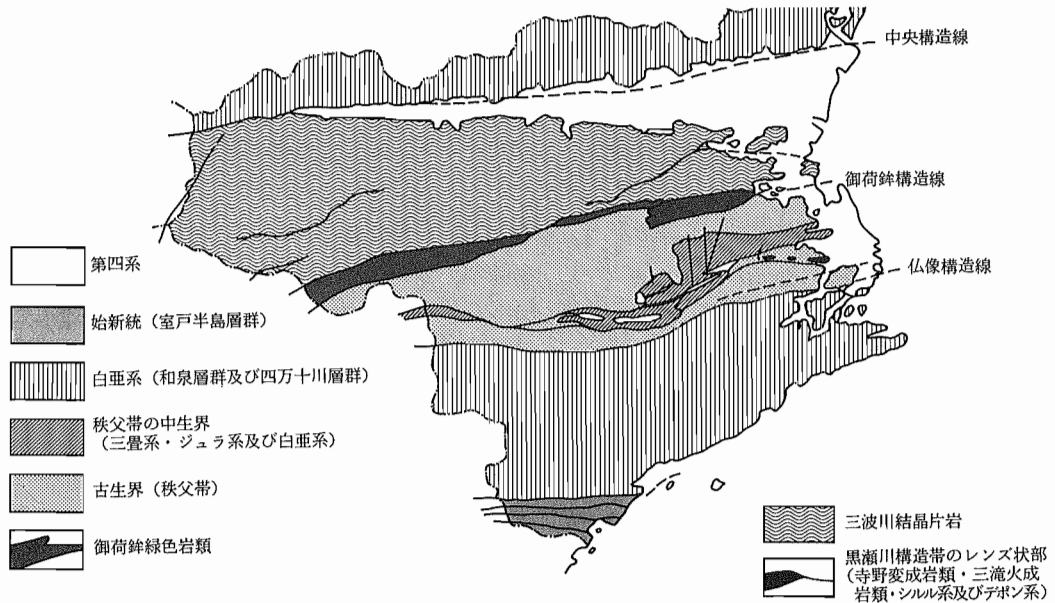 中央構造線
御荷鉾構造線
仏像構造線
第四系
始新統(室戸半島層群)
白亜系(和泉層群及び四万十川層群)
秩父帯の中生界
(三畳系・ジュラ系及び白亜系)
古生界(秩父帯)
御荷鉾緑色岩類
三波川結晶片岩
黒瀬川構造帯のレンズ状部
(寺野変成岩類・三滝火成
岩類・シルル系及びデボン系)